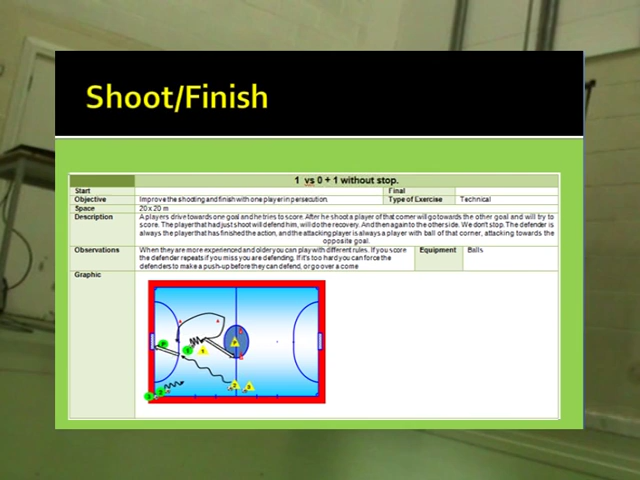 Shoot/Finish
1 vs 0 + 1 without stop.
Start Final
Objective Improve the shooting and finish with one player in persecution. Type of Exercise Technical
Space 20 x 20 m
Description A players drive towards one goal and he tries to score. After he shoot a player of that corner will go towards the other goal and will try to
score. The player that had just shoot will defend him, will do the recovery. And then again to the other side. We don't stop. The defender is
always the player that has finished the action, and the attacking player is always a player with ball of that corner, attacking towards the
opposite goal.
Observations When they are more experienced and older you can play with different rules. If you score Equipment Balls
the defender repeats if you miss you are defending. If it's too hard you can force the
defenders to make a push-up before they can defend, or go over a come
Graphic